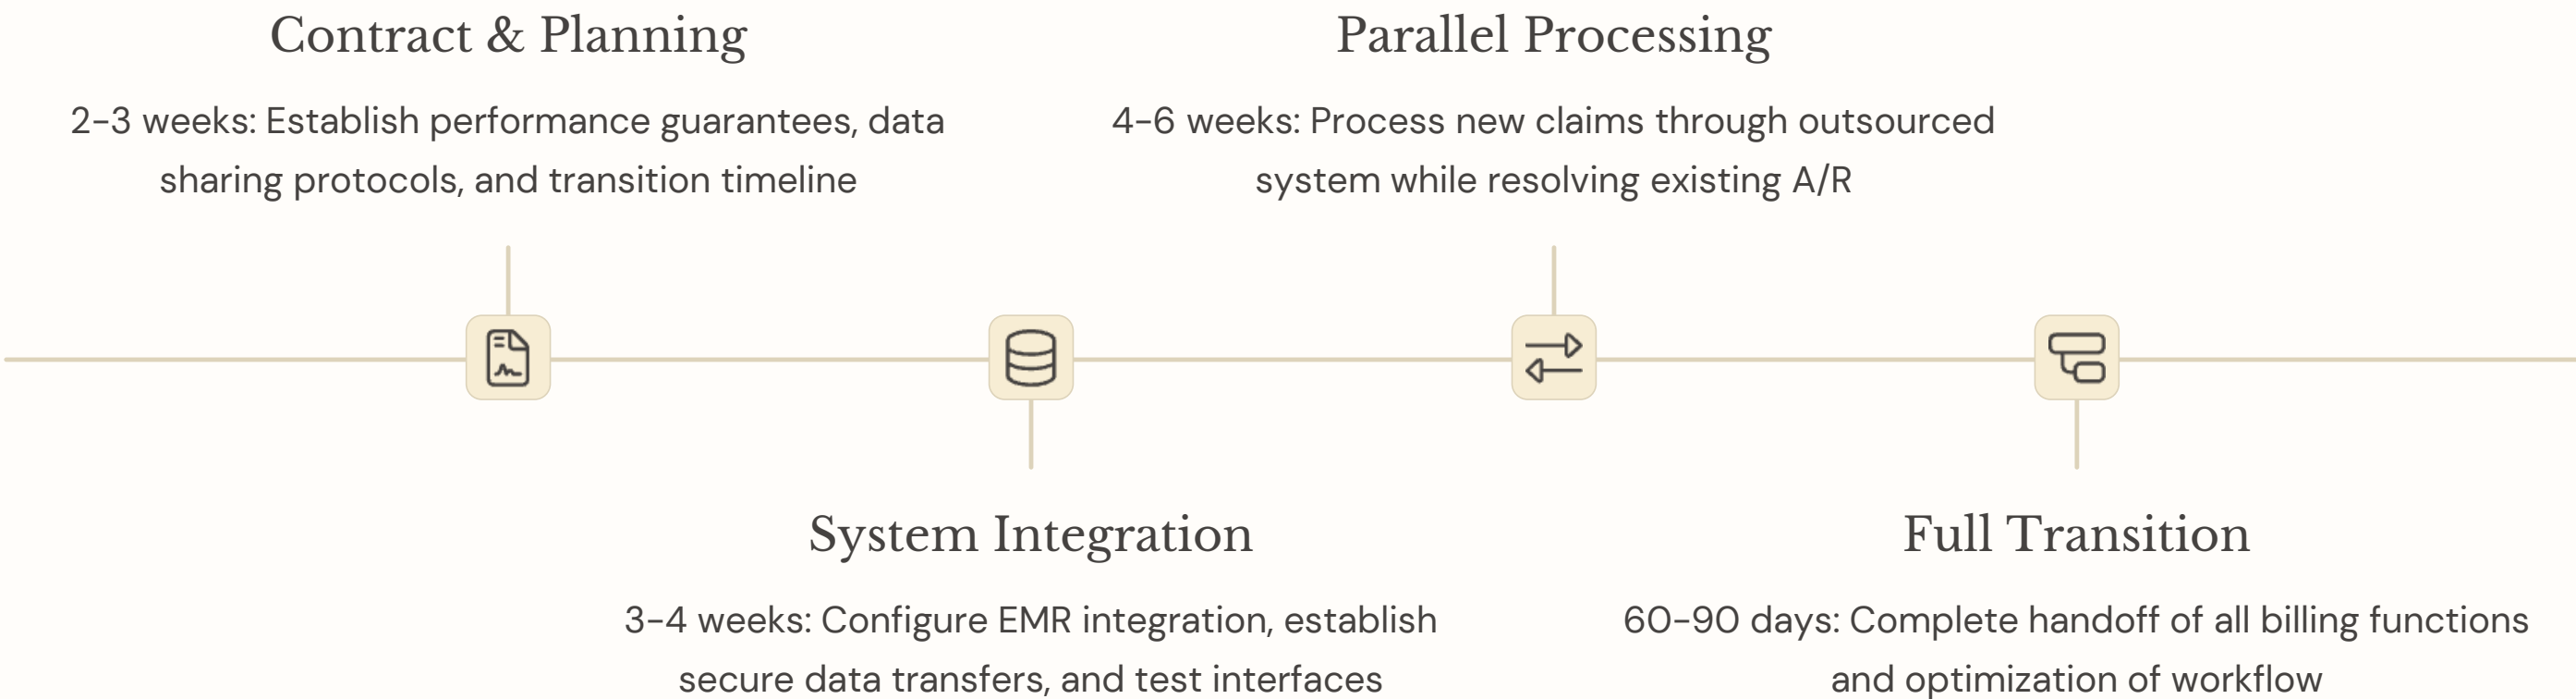 Contract & Planning
2-3 weeks: Establish performance guarantees, data
sharing protocols, and transition timeline
Parallel Processing
4-6 weeks: Process new claims through outsourced
system while resolving existing A/R
System Integration
3-4 weeks: Configure EMR integration, establish
secure data transfers, and test interfaces
Full Transition
60-90 days: Complete handoff of all billing functions
and optimization of workflow